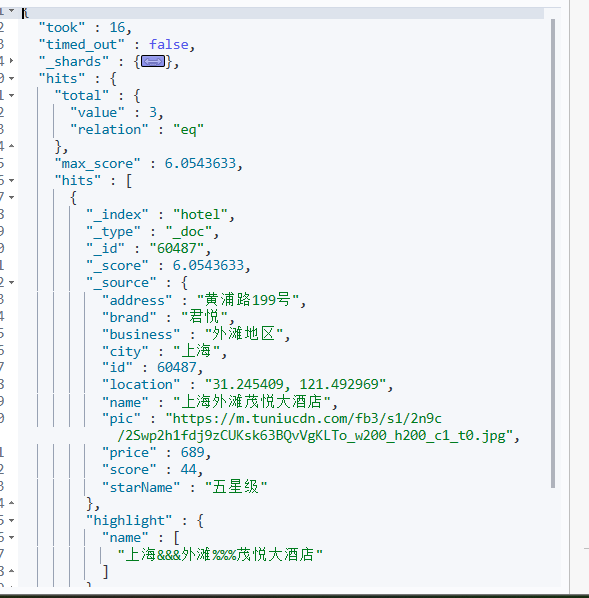 1 {
2 "took" : 16,
3 "timed_out" : false,
4 "_shards" : {},
0 "hits" : {
1 "total" : {
2 "value" : 3,
3 "relation" : "eq"
4 },
5 "max_score" : 6.0543633,
6 "hits" : [
7 {
8 "_index" : "hotel",
9 "_type" : "_doc",
0 "_id" : "60487",
1 "_score" : 6.0543633,
2 "_source" : {
3 "address" : "黄浦路199号",
4 "brand" : "君悦",
5 "business" : "外滩地区",
6 "city" : "上海",
7 "id" : 60487,
8 "location" : "31.245409, 121.492969",
9 "name" : "上海外滩茂悦大酒店",
0 "pic" : "https://m.tuniucdn.com/fb3/s1/2n9c
/2Swp2h1fdj9zCUKsk63BQvVgKLTo_w200_h200_c1_t0.jpg",
1 "price" : 689,
2 "score" : 44,
3 "starName" : "五星级"
4 },
5 "highlight" : {
6 "name" : [
7 "上海&&&外滩%%%茂悦大酒店"
8 ]
}